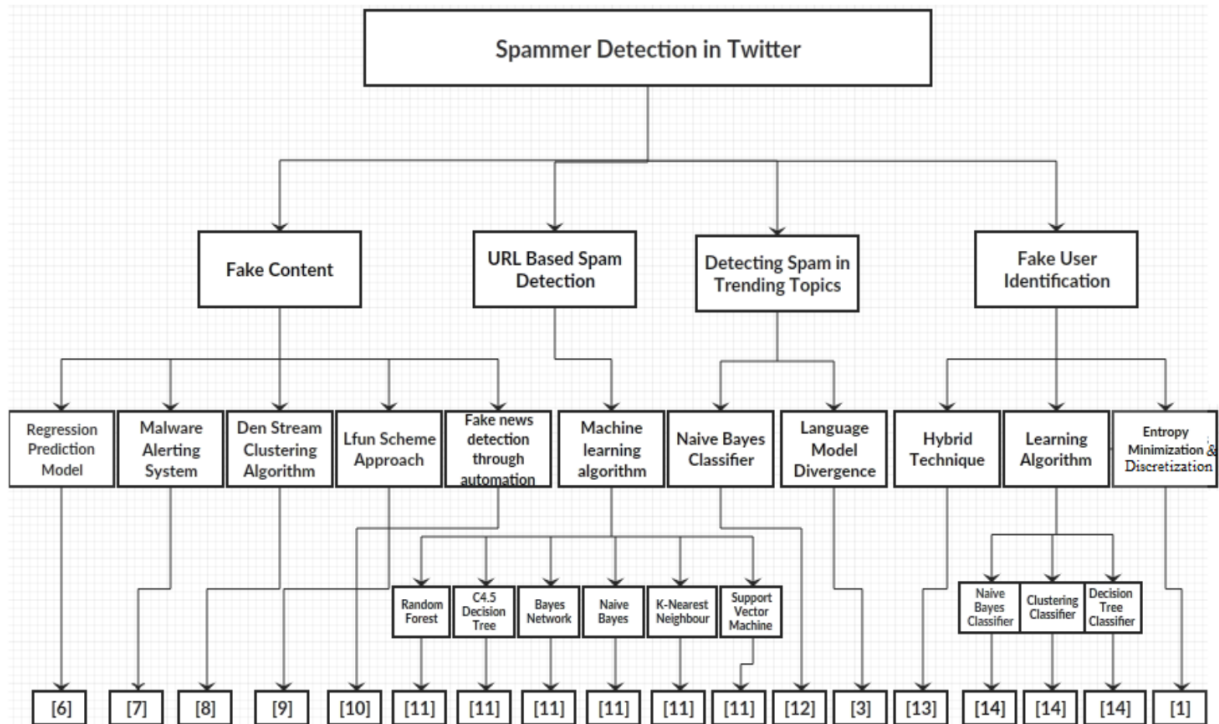 Spammer Detection in Twitter
Fake Content
URL Based Spam
Detection
Detecting Spam in
Trending Topics
Fake User
Identification
Regression
Prediction
Model
Malware
Alerting
System
Den Stream
Clustering
Algorithm
Lfun Scheme
Approach
Fake news
detection
through
automation
Machine
learning
algorithm
Naive Bayes
Classifier
Language
Model
Divergence
Hybrid
Technique
Learning
Algorithm
Entropy
Minimization &
Discretization
Random
Forest
C4.5
Decision
Tree
Bayes
Network
Naive
Bayes
K-Nearest
Neighbour
Support
Vector
Machine
Naive
Bayes
Classifier
Clustering
Classifier
Decision
Tree
Classifier
[6]
[7]
[8]
[9]
[10]
[11]
[11]
[11]
[11]
[11]
[11]
[12]
[3]
[13]
[14]
[14]
[14]
[1]